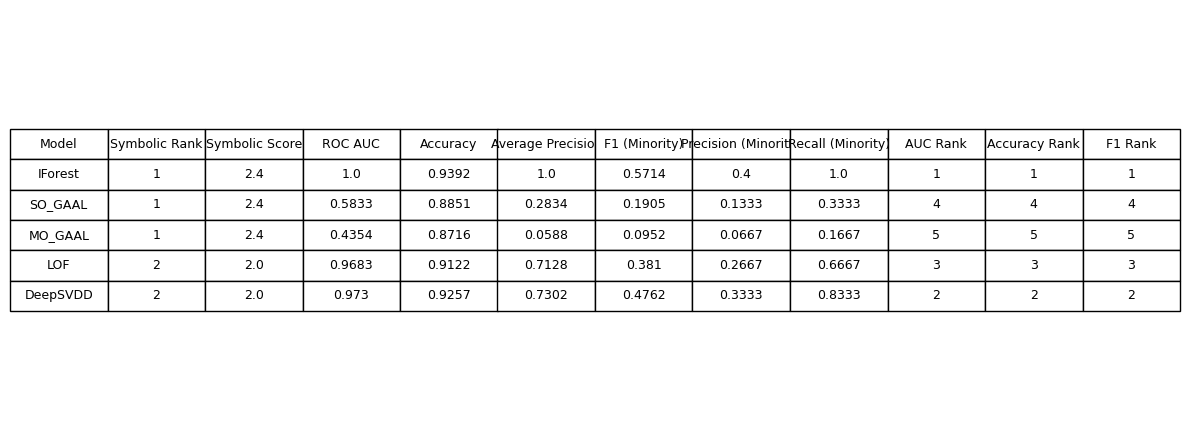 Model Symbolic Rank Symbolic Score ROC AUC Accuracy Average Precisio F1 (Minority) Precision (Minorit Recall (Minority) AUC Rank Accuracy Rank F1 Rank
IForest 1 2.4 1.0 0.9392 1.0 0.5714 0.4 1.0 1 1 1
SO_GAAL 1 2.4 0.5833 0.8851 0.2834 0.1905 0.1333 0.3333 4 4 4
MO_GAAL 1 2.4 0.4354 0.8716 0.0588 0.0952 0.0667 0.1667 5 5 5
LOF 2 2.0 0.9683 0.9122 0.7128 0.381 0.2667 0.6667 3 3 3
DeepSVDD 2 2.0 0.973 0.9257 0.7302 0.4762 0.3333 0.8333 2 2 2